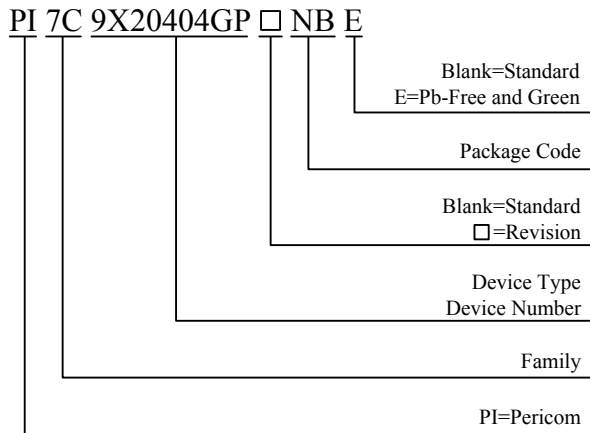 PI 7C 9X20404GP □ NB E
Blank=Standard
E=Pb-Free and Green
Package Code
Blank=Standard
□=Revision
Device Type
Device Number
Family
PI=Pericom